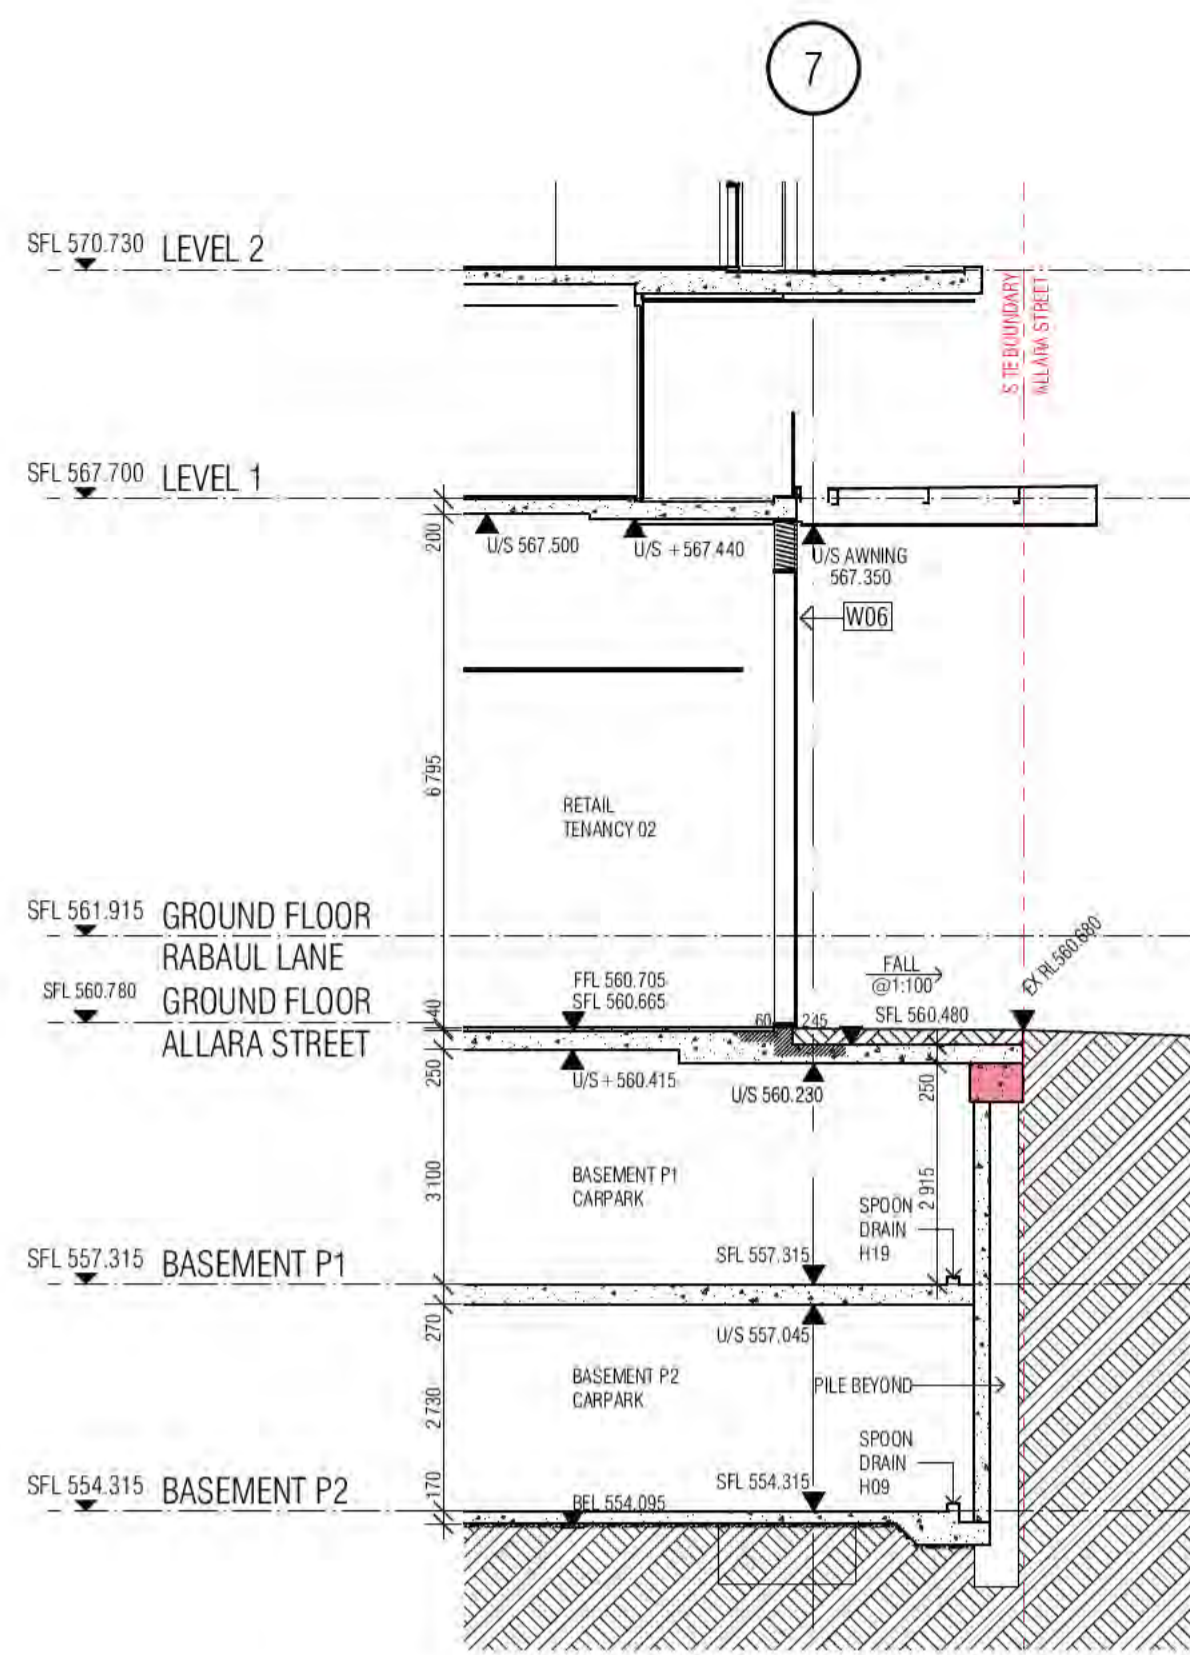 7
SFL 570.730 LEVEL 2
S TE BOUNDARY
ALLARA STREET
SFL 567.700 LEVEL 1
200
U/S 567.500
U/S +567.440
U/S AWNING
567.350
W06
6 795
RETAIL
TENANCY 02
SFL 561.915 GROUND FLOOR
RABAUL LANE
SFL 560.780 GROUND FLOOR
ALLARA STREET
EX RL 560.680
FALL
@1:100
FFL 560.705
SFL 560.665
SFL 560.480
40
60
245
250
U/S+560.415
U/S 560.230
250
3 100
BASEMENT P1
CARPARK
2 915
SPOON
DRAIN
H19
SFL 557.315 BASEMENT P1
SFL 557.315
270
U/S 557.045
BASEMENT P2
CARPARK
PILE BEYOND
2 730
SPOON
DRAIN
H09
SFL 554.315 BASEMENT P2
170
BEL 554.095
SFL 554.315